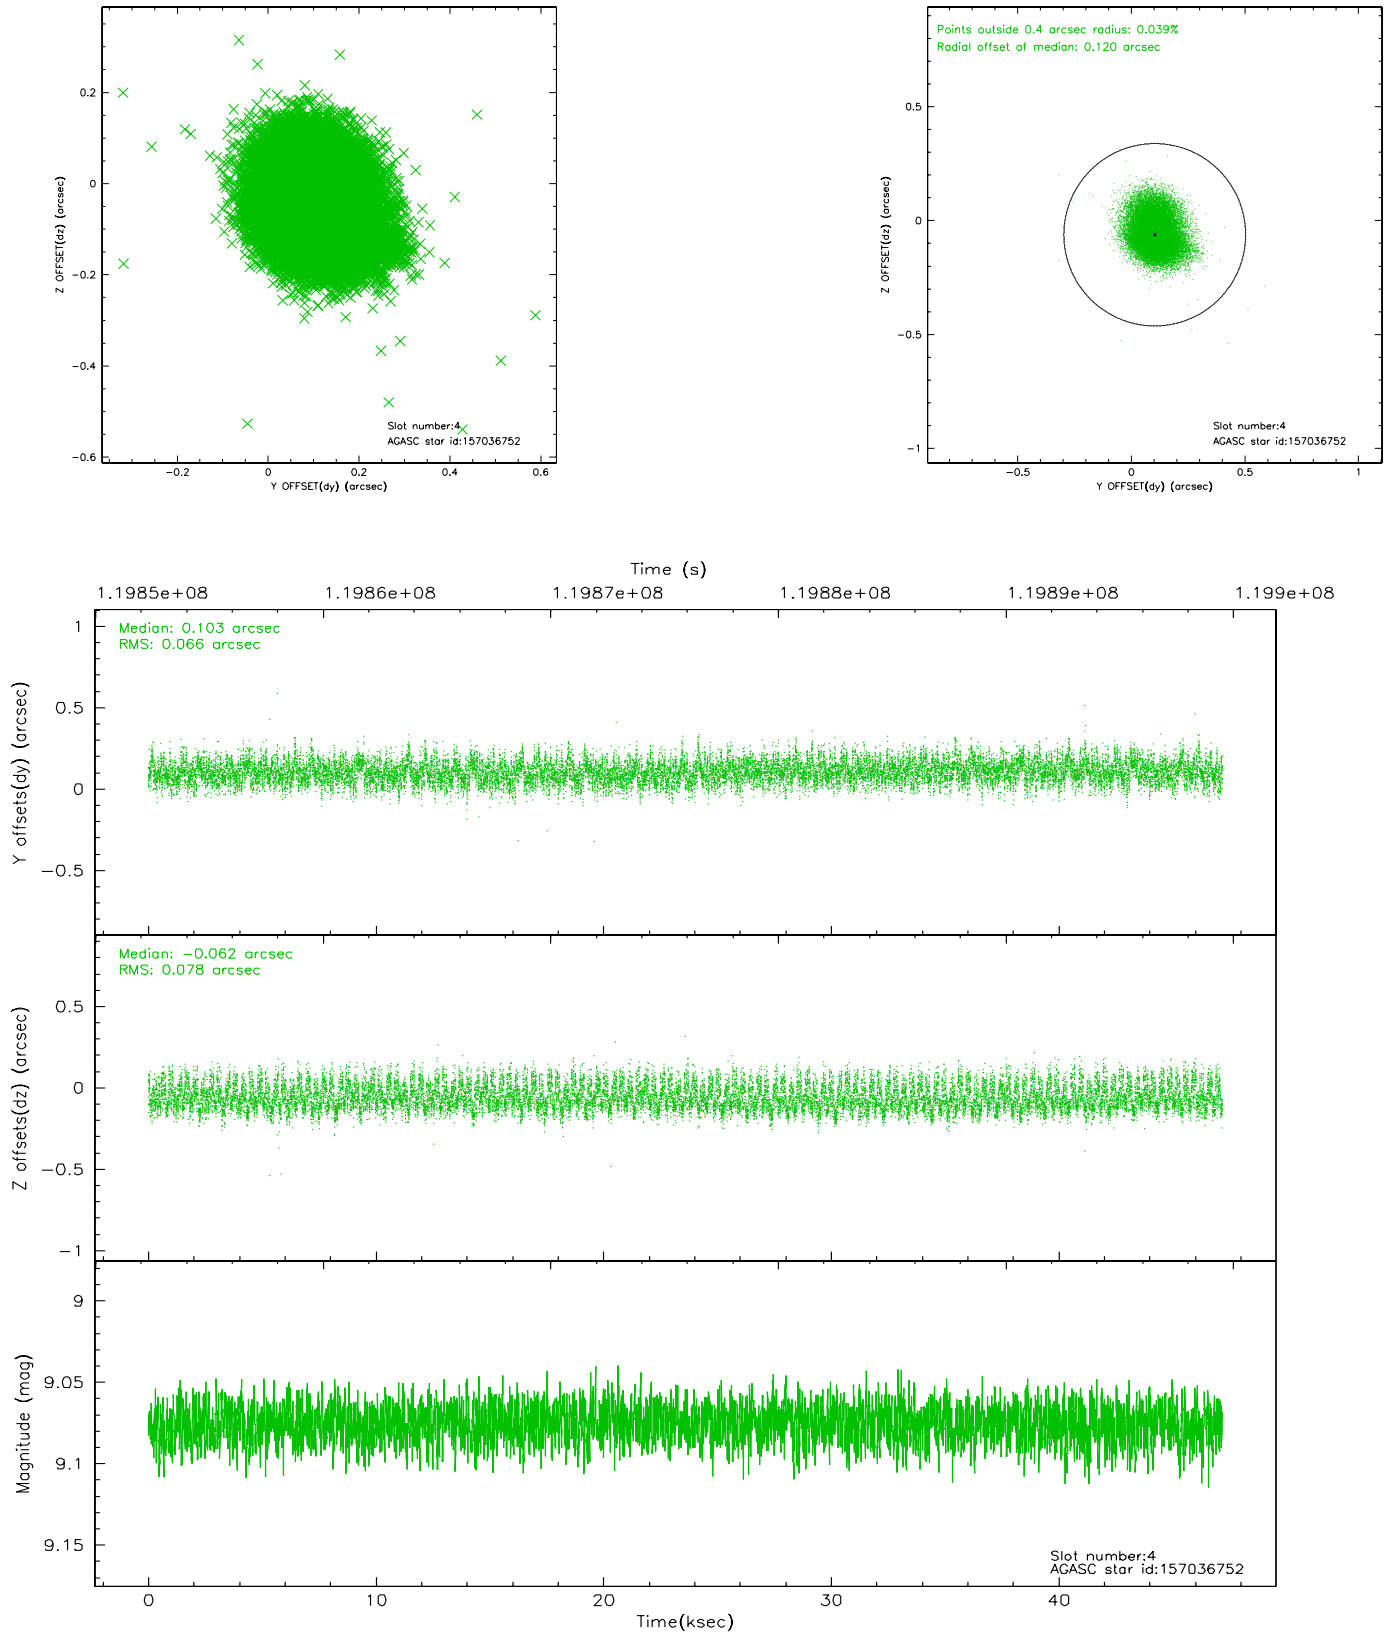 0.2
0
−0.2
−0.4
−0.6
Z OFFSET(dz) (arcsec)
Slot number:4
AGASC star id:157036752
−0.2 0 0.2 0.4 0.6
Y OFFSET(dy) (arcsec)
Points outside 0.4 arcsec radius: 0.039%
Radial offset of median: 0.120 arcsec
0.5
0
−0.5
−1
Z OFFSET(dz) (arcsec)
Slot number:4
AGASC star id:157036752
−0.5 0 0.5 1
Y OFFSET(dy) (arcsec)
Time (s)
1.1985e+08 1.1986e+08 1.1987e+08 1.1988e+08 1.1989e+08 1.199e+08
Median: 0.103 arcsec
RMS: 0.066 arcsec
1
0.5
0
−0.5
Y offsets(dy) (arcsec)
Median: −0.062 arcsec
RMS: 0.078 arcsec
0.5
0
−0.5
−1
Z offsets(dz) (arcsec)
9
9.05
9.1
9.15
Magnitude (mag)
Slot number:4
AGASC star id:157036752
0 10 20 30 40
Time(ksec)